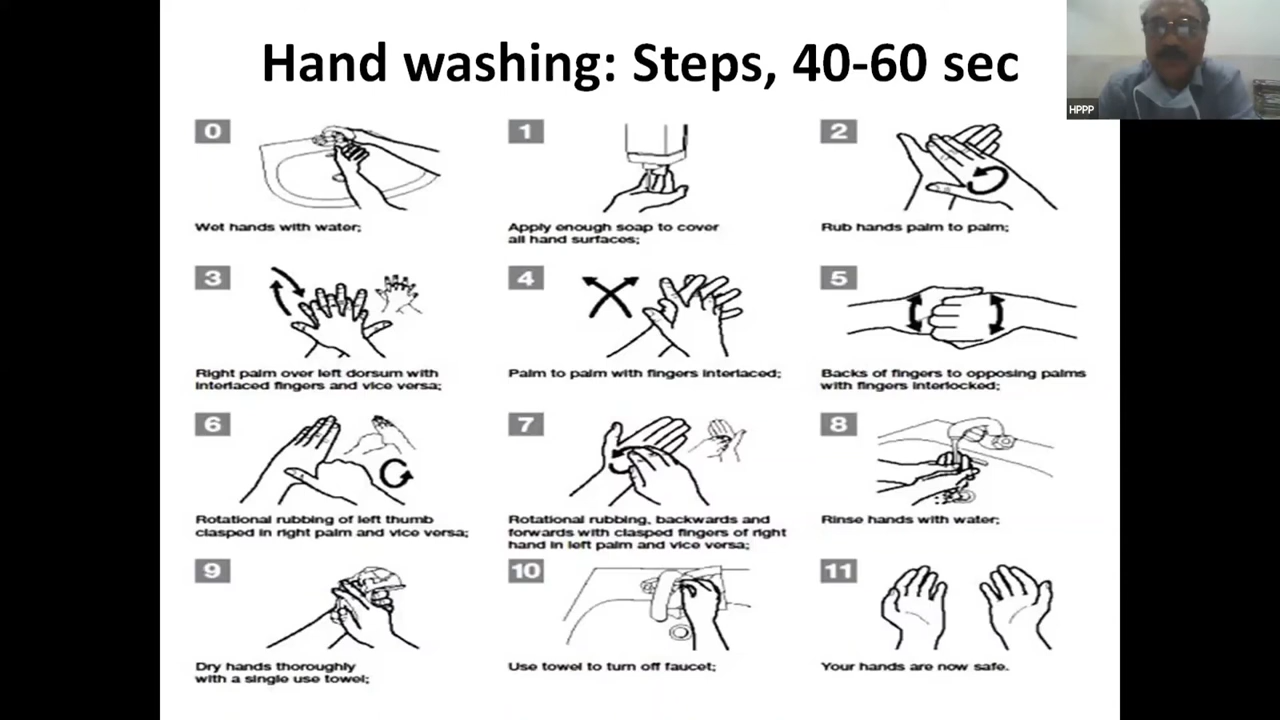 Hand washing: Steps, 40-60 sec
HPPP
0
Wet hands with water;
1
Apply enough soap to cover
all hand surfaces;
2
Rub hands palm to palm;
3
Right palm over left dorsum with
interlaced fingers and vice versa;
4
Palm to palm with fingers interlaced;
5
Backs of fingers to opposing palms
with fingers interlocked;
6
Rotational rubbing of left thumb
clasped in right palm and vice versa;
7
Rotational rubbing, backwards and
forwards with clasped fingers of right
hand in left palm and vice versa;
8
Rinse hands with water;
9
Dry hands thoroughly
with a single use towel;
10
Use towel to turn off faucet;
11
Your hands are now safe.